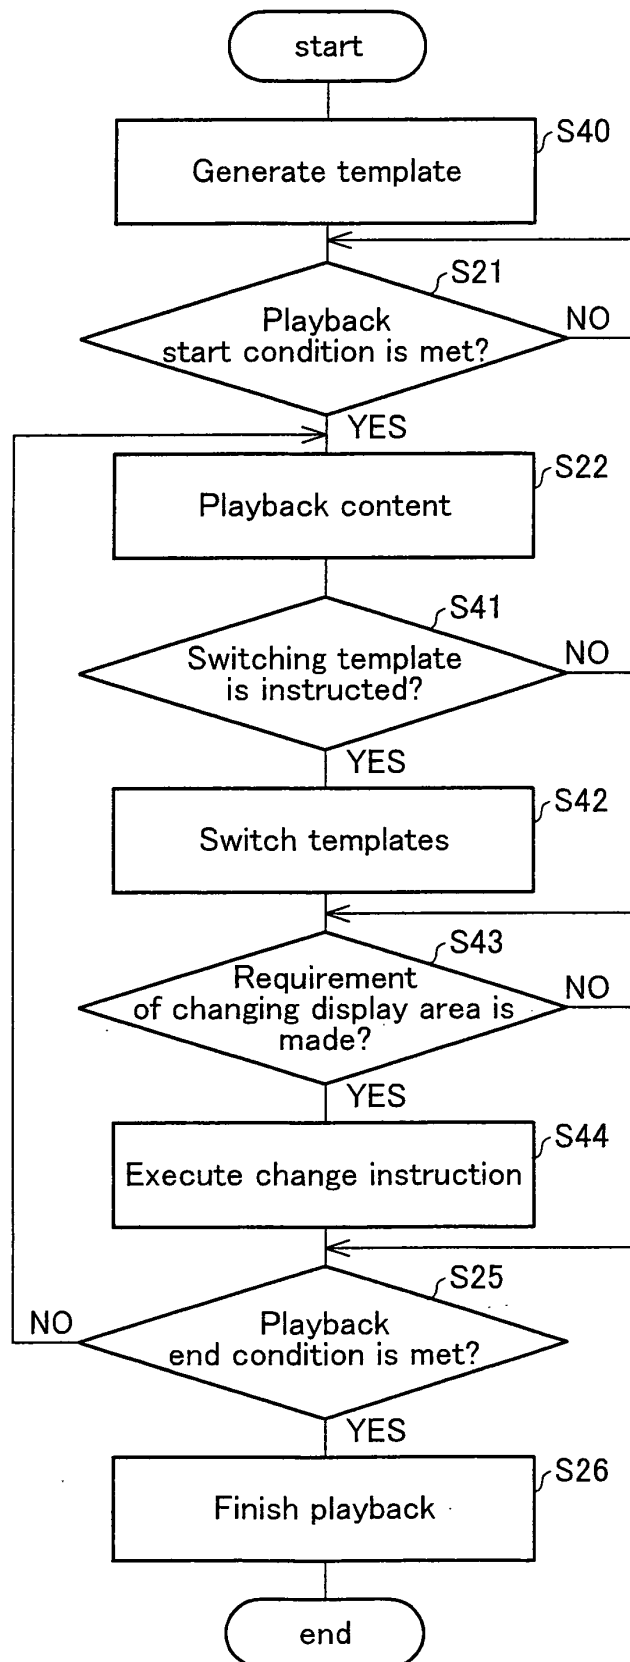 start
S40
Generate template
S21
Playback
start condition is met?
NO
YES
S22
Playback content
S41
Switching template
is instructed?
NO
YES
S42
Switch templates
S43
Requirement
of changing display area is
made?
NO
YES
S44
Execute change instruction
S25
Playback
end condition is met?
NO
YES
S26
Finish playback
end